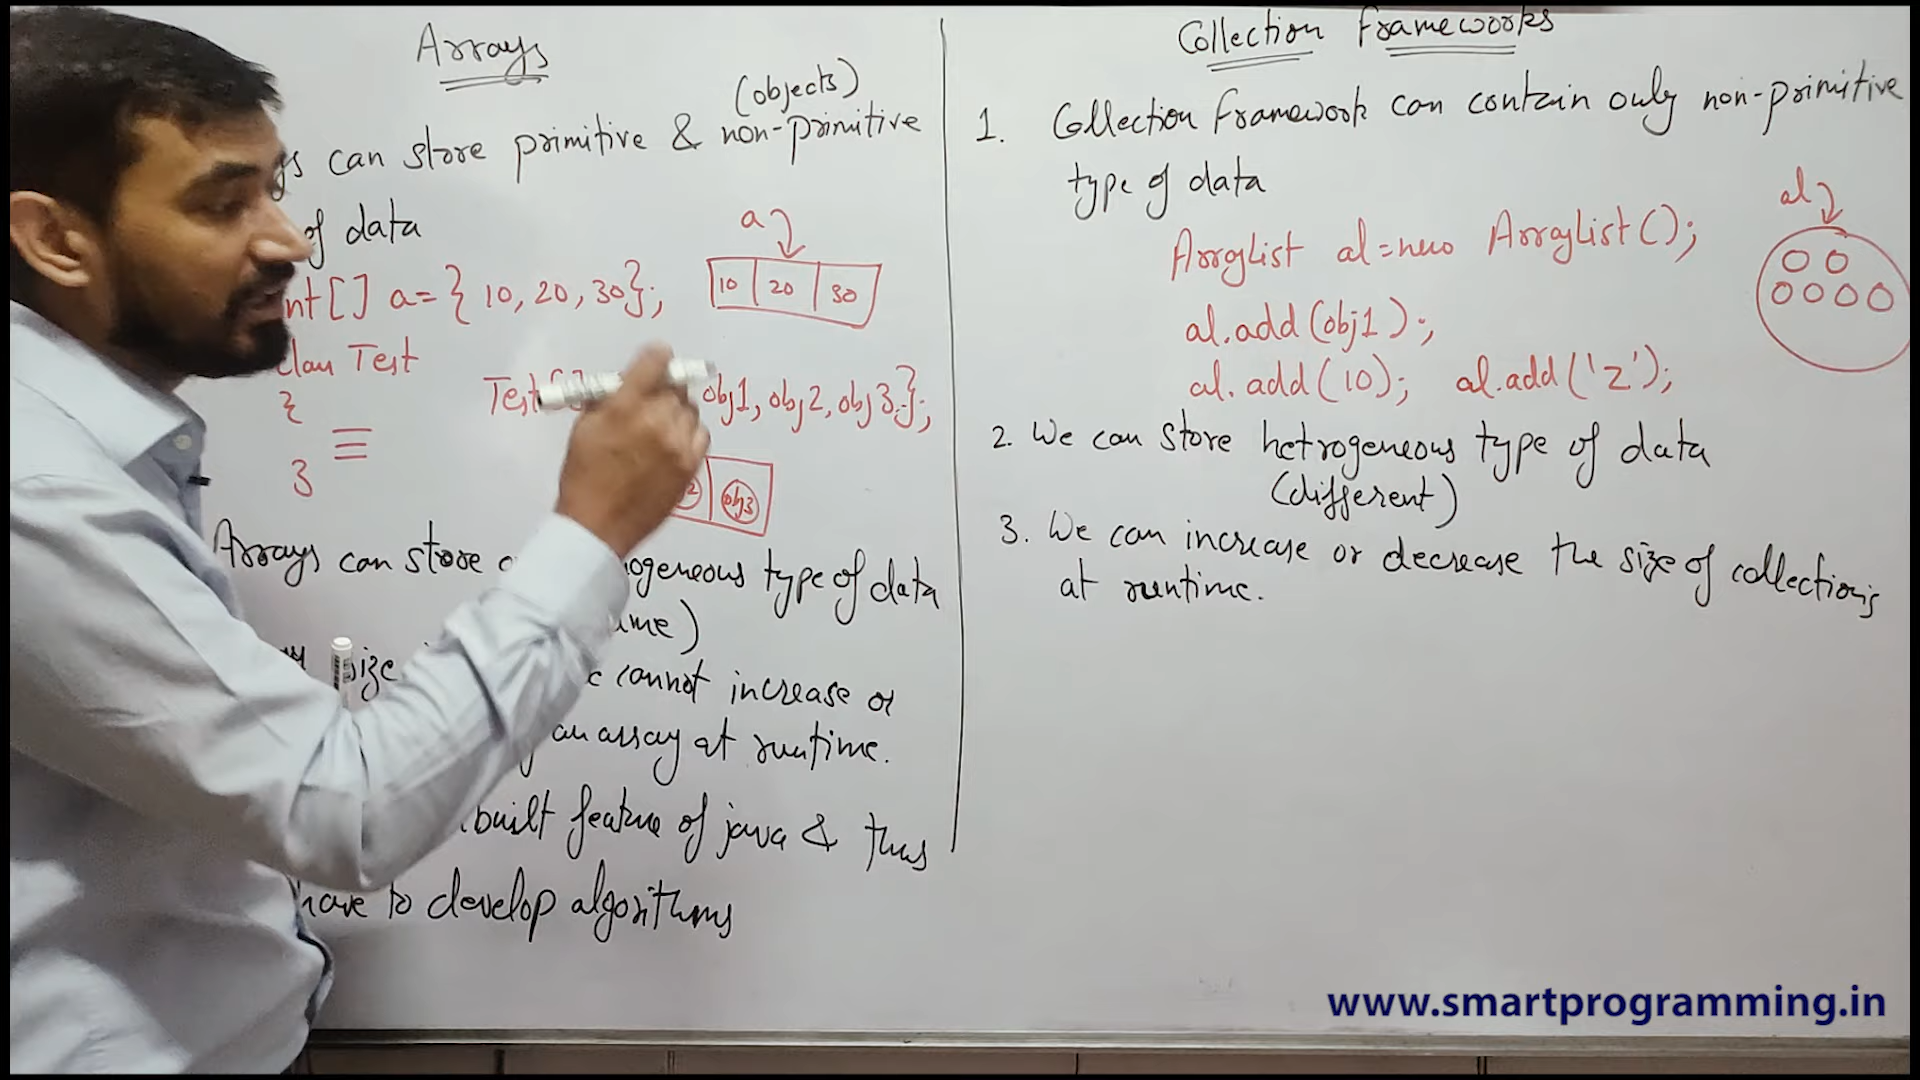 Arrays
(objects)
can store primitive & non-primitive
of data
a
int[] a = { 10, 20, 30};
10 20 30
class Test
{
Test[] obj1, obj2, obj3};
}
obj3
Arrays can store type of data
size cannot increase or
an array at runtime.
built feature of java & thus
have to develop algorithms
Collection Frameworks
1. Collection Framework can contain only non-primitive
type of data
al
ArrayList al = new ArrayList();
al.add(obj1);
al.add(10); al.add('z');
2. We can store hetrogeneous type of data
(different)
3. We can increase or decrease the size of collections
at runtime.
www.smartprogramming.in